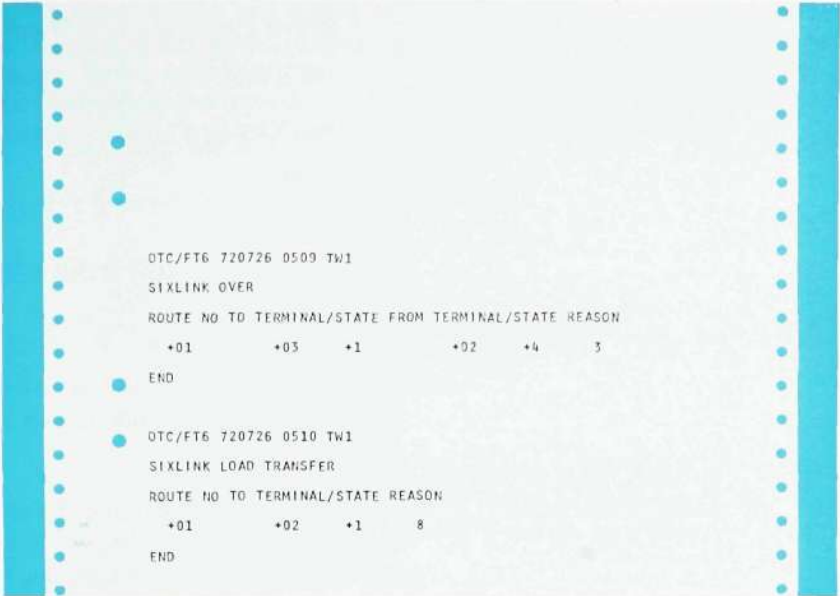 OTC/FT6 720726 0509 TW1
SIXLINK OVER
ROUTE NO TO TERMINAL/STATE FROM TERMINAL/STATE REASON
+01 +03 +1 +02 +4 3
END
OTC/FT6 720726 0510 TW1
SIXLINK LOAD TRANSFER
ROUTE NO TO TERMINAL/STATE REASON
+01 +02 +1 8
END